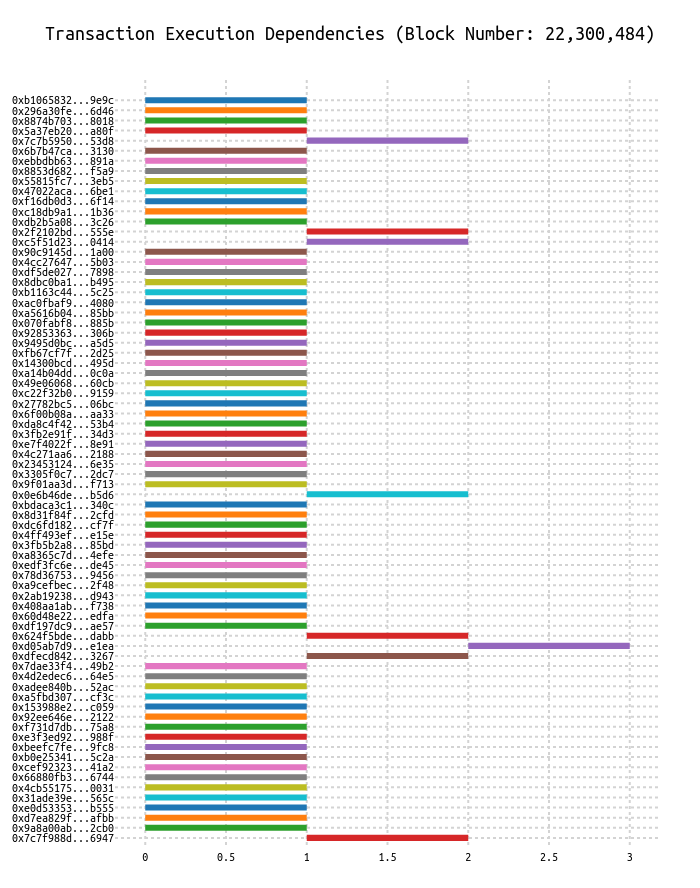 Transaction Execution Dependencies (Block Number: 22,300,484)
0xb1065832...9e9c
0x296a30fe...6d46
0x8874b703...8018
0x5a37eb20...a80f
0x7c7b5950...53d8
0x6b7b47ca...3130
0xebbdbb63...891a
0x8853d682...f5a9
0x55815fc7...3eb5
0x47022aca...6be1
0xf16db0d3...6f14
0xc18db9a1...1b36
0xdb2b5a08...3c26
0x2f2102bd...555e
0xc5f51d23...0414
0x90c9145d...1a00
0x4cc27647...5b03
0xdf5de027...7898
0x8dbc0ba1...b495
0xb1163c44...5c25
0xac0fbaf9...4080
0xa5616b04...85bb
0x070fabf8...885b
0x92853363...306b
0x9495d0bc...a5d5
0xfb67cf7f...2d25
0x14300bcd...495d
0xa14b04dd...0c0a
0x49e06068...60cb
0xc22f32b0...9159
0x27782bc5...06bc
0x6f00b08a...aa33
0xda8c4f42...53b4
0x3fb2e91f...34d3
0xe7f4022f...8e91
0x4c271aa6...2188
0x23453124...6e35
0x3305f0c7...2dc7
0x9f01aa3d...f713
0x0e6b46de...b5d6
0xbdaca3c1...340c
0x8d31f84f...2cfd
0xdc6fd182...cf7f
0x4ff493ef...e15e
0x3fb5b2a8...85bd
0xa8365c7d...4efe
0xedf3fc6e...de45
0x78d36753...9456
0xa9cefbec...2f48
0x2ab19238...d943
0x408aa1ab...f738
0x60d48e22...edfa
0xdf197dc9...ae57
0x624f5bde...dabb
0xd05ab7d9...e1ea
0xdfecd842...3267
0x7dae33f4...49b2
0x4d2edec6...64e5
0xadee840b...52ac
0xa5fbd307...cf3c
0x153988e2...c059
0x92ee646e...2122
0xf731d7db...75a8
0xe3f3ed92...988f
0xbeefc7fe...9fc8
0xb0e25341...5c2a
0xcef92323...41a2
0x66880fb3...6744
0x4cb55175...0031
0x31ade39e...565c
0xe0d53353...b555
0xd7ea829f...afbb
0x9a8a00ab...2cb0
0x7c7f988d...6947
0 0.5 1 1.5 2 2.5 3